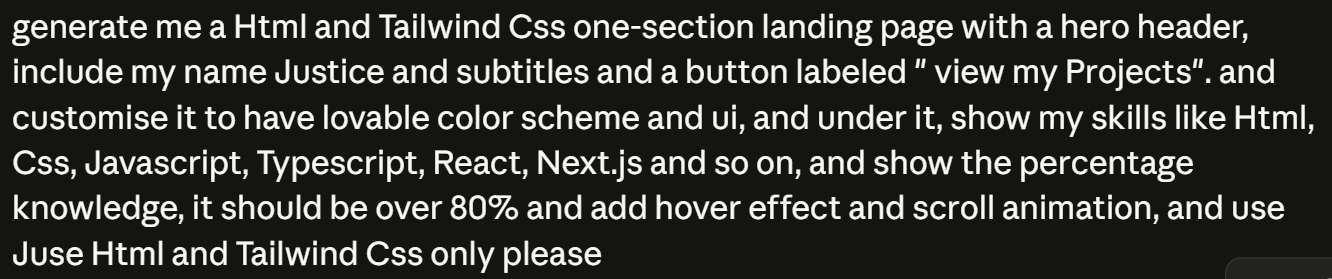 generate me a Html and Tailwind Css one-section landing page with a hero header,
include my name Justice and subtitles and a button labeled " view my Projects". and
customise it to have lovable color scheme and ui, and under it, show my skills like Html,
Css, Javascript, Typescript, React, Next.js and so on, and show the percentage
knowledge, it should be over 80% and add hover effect and scroll animation, and use
Juse Html and Tailwind Css only please